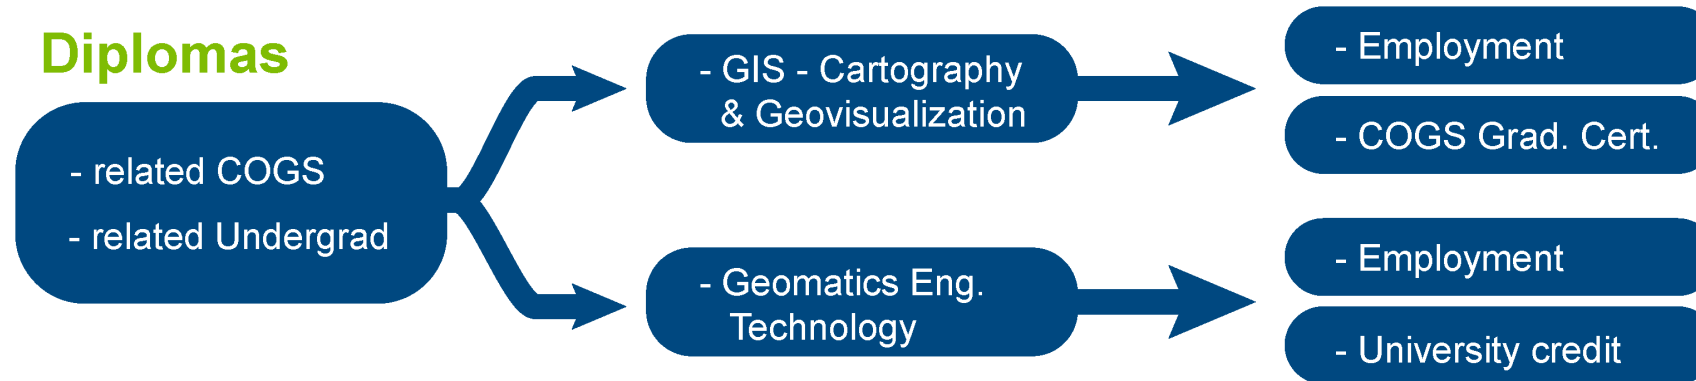 Diplomas
- related COGS
- related Undergrad
- GIS - Cartography
& Geovisualization
- Geomatics Eng.
Technology
- Employment
- COGS Grad. Cert.
- Employment
- University credit